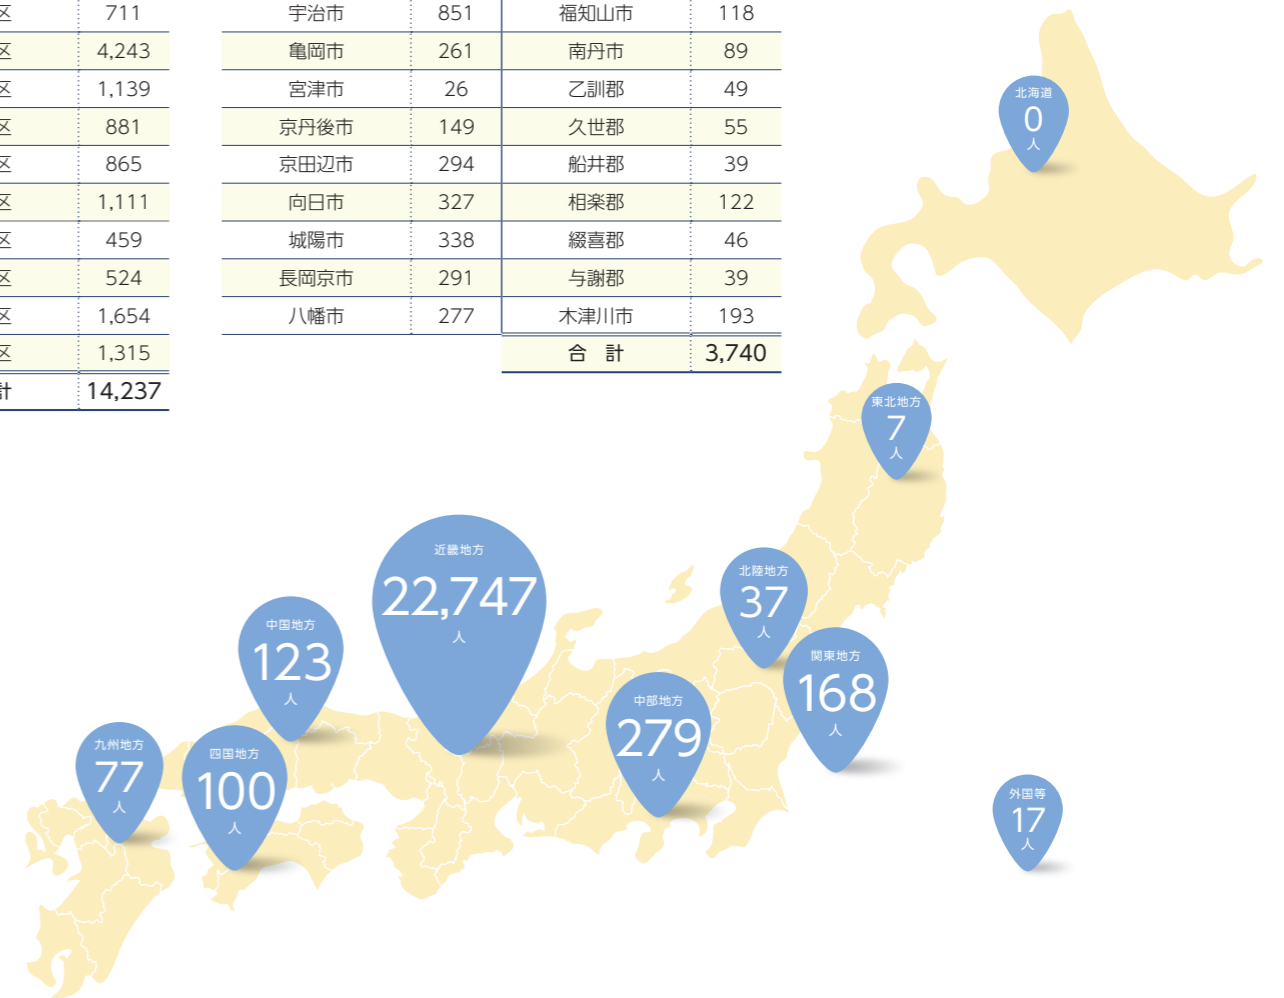 区 711
区 4,243
区 1,139
区 881
区 865
区 1,111
区 459
区 524
区 1,654
区 1,315
計 14,237
宇治市 851
亀岡市 261
宮津市 26
京丹後市 149
京田辺市 294
向日市 327
城陽市 338
長岡京市 291
八幡市 277
福知山市 118
南丹市 89
乙訓郡 49
久世郡 55
船井郡 39
相楽郡 122
綴喜郡 46
与謝郡 39
木津川市 193
合 計 3,740
北海道
0
人
東北地方
7
人
北陸地方
37
人
関東地方
168
人
近畿地方
22,747
人
中部地方
279
人
中国地方
123
人
四国地方
100
人
九州地方
77
人
外国等
17
人